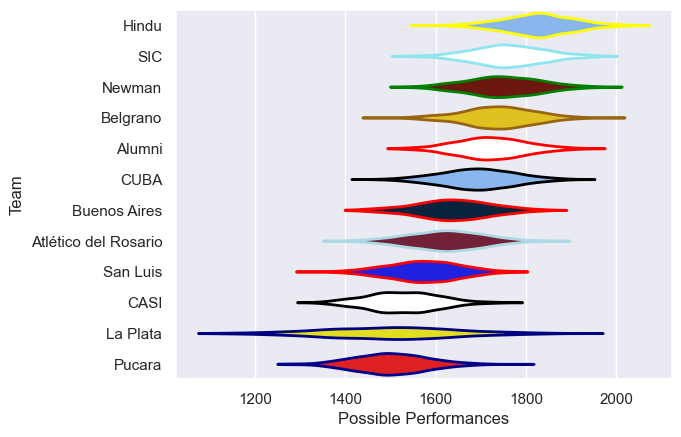 Hindu
SIC
Newman
Belgrano
Alumni
CUBA
Buenos Aires
Atlético del Rosario
San Luis
CASI
La Plata
Pucara
Team
1200 1400 1600 1800 2000
Possible Performances